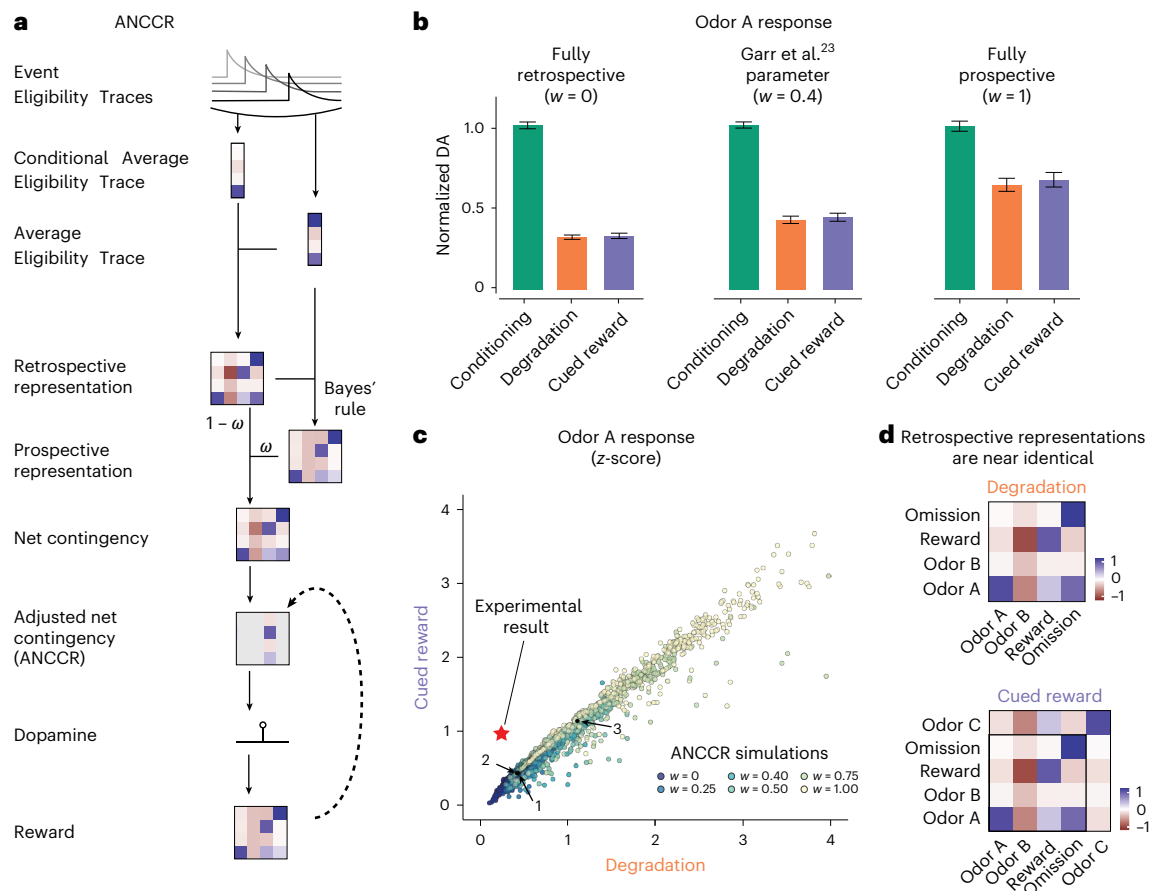 a
ANCCR
Event
Eligibility Traces
Conditional Average
Eligibility Trace
Average
Eligibility Trace
Retrospective
representation
Bayes’
rule
1 – ω
ω
Prospective
representation
Net contingency
Adjusted net
contingency
(ANCCR)
Dopamine
Reward
b
Odor A response
Fully
retrospective
(w = 0)
Garr et al.23
parameter
(w = 0.4)
Fully
prospective
(w = 1)
Normalized DA
1.0
0.5
0
Conditioning
Degradation
Cued reward
Conditioning
Degradation
Cued reward
Conditioning
Degradation
Cued reward
c
Odor A response
(z-score)
Cued reward
4
3
2
1
0
Experimental
result
2
1
3
ANCCR simulations
w = 0 w = 0.40 w = 0.75
w = 0.25 w = 0.50 w = 1.00
0 1 2 3 4
Degradation
d
Retrospective representations
are near identical
Degradation
Omission
Reward
Odor B
Odor A
1
0
–1
Odor A
Odor B
Reward
Omission
Cued reward
Odor C
Omission
Reward
Odor B
Odor A
1
0
–1
Odor A
Odor B
Reward
Omission
Odor C